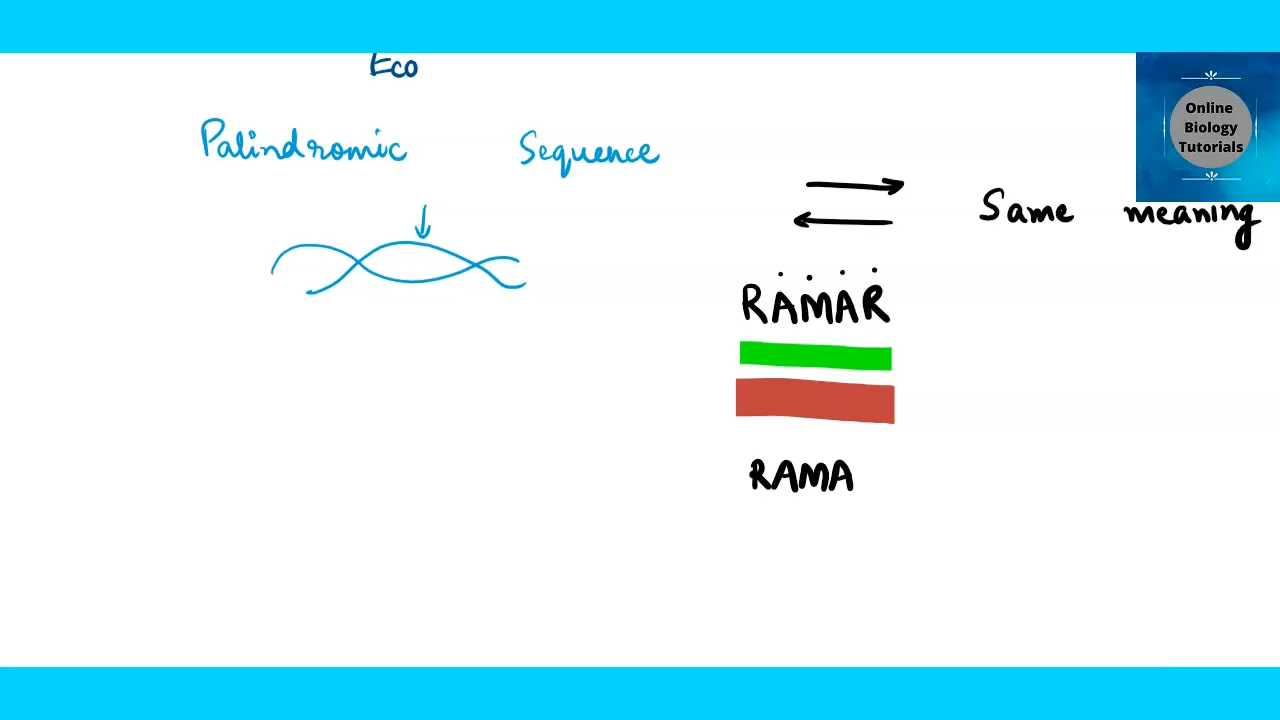 Eco
Palindromic Sequence
Same meaning
RAMAR
RAMA
Online
Biology
Tutorials